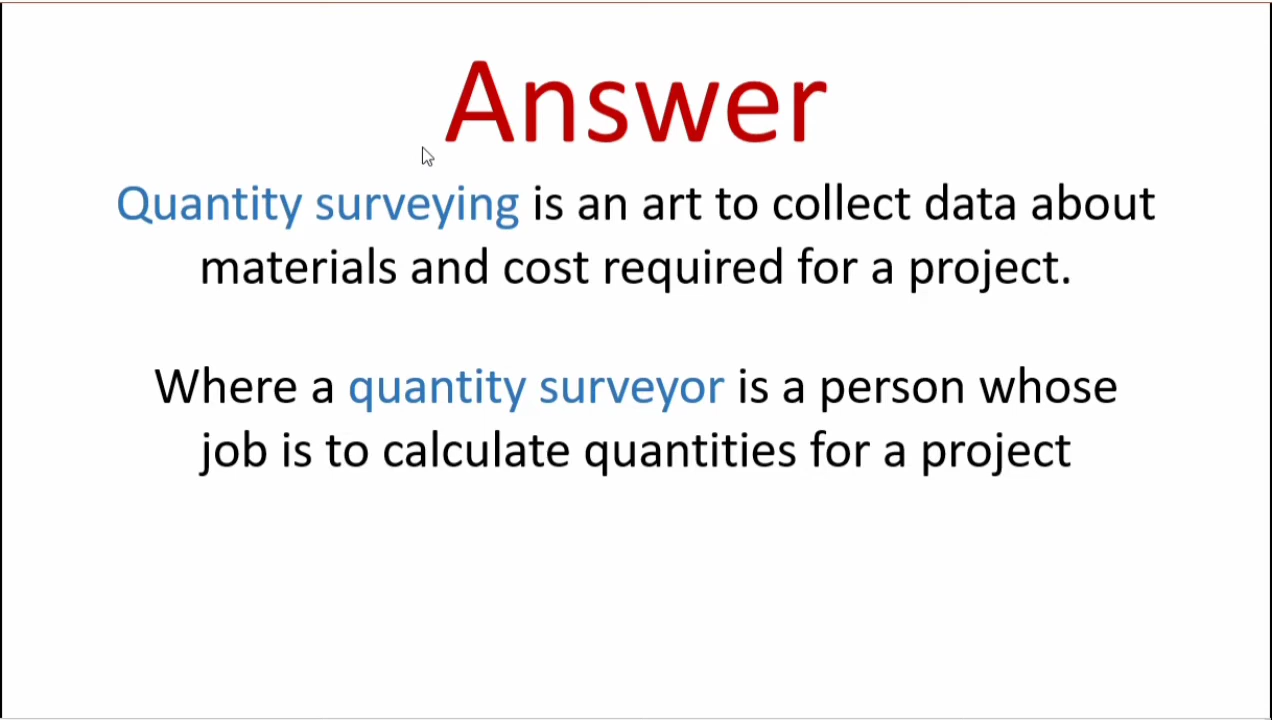 Answer
Quantity surveying is an art to collect data about
materials and cost required for a project.
Where a quantity surveyor is a person whose
job is to calculate quantities for a project